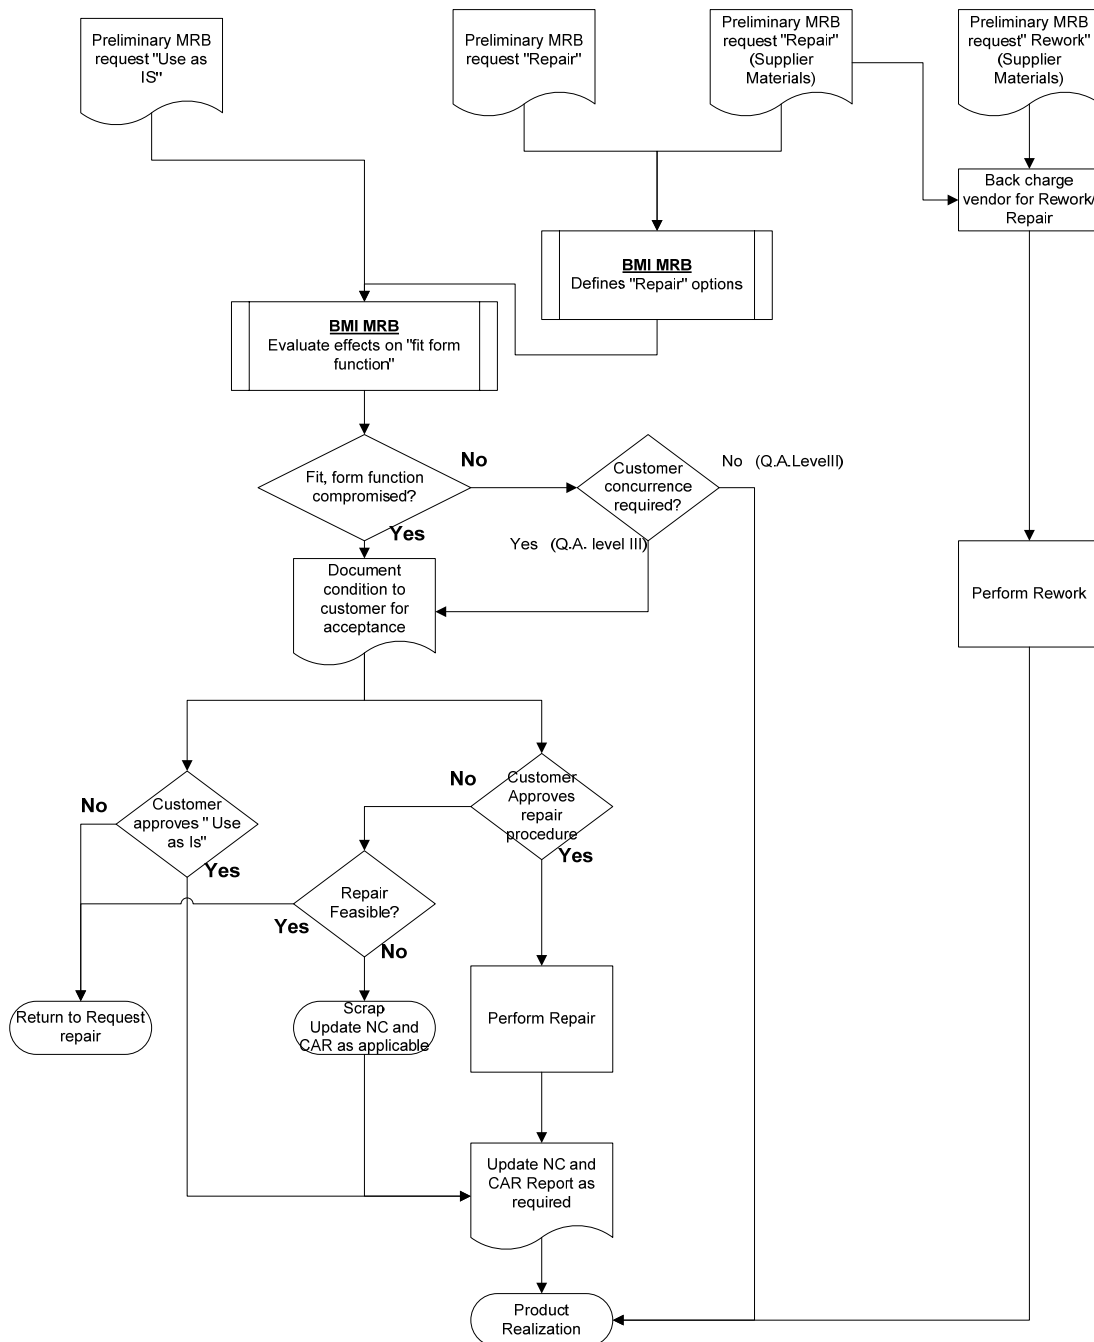 Preliminary MRB
request "Use as
IS"
Preliminary MRB
request "Repair"
Preliminary MRB
request "Repair"
(Supplier
Materials)
Preliminary MRB
request" Rework"
(Supplier
Materials)
Back charge
vendor for Rework/
Repair
BMI MRB
Defines "Repair" options
BMI MRB
Evaluate effects on "fit form
function"
Fit, form function
compromised?
No
Yes
Customer
concurrence
required?
No (Q.A.LevelII)
Yes (Q.A. level III)
Document
condition to
customer for
acceptance
Perform Rework
No
Customer
approves " Use
as Is"
Yes
No
Customer
Approves
repair
procedure
Yes
Repair
Feasible?
Yes
No
Return to Request
repair
Scrap
Update NC and
CAR as applicable
Perform Repair
Update NC and
CAR Report as
required
Product
Realization